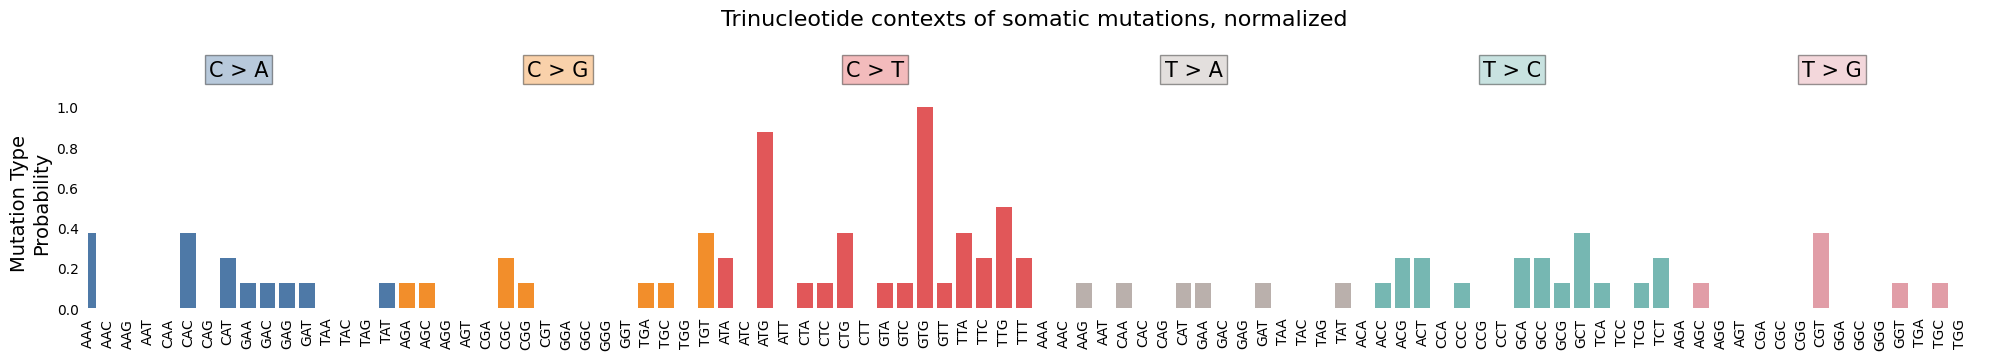 Trinucleotide contexts of somatic mutations, normalized
C > A
C > G
C > T
T > A
T > C
T > G
Mutation Type
Probability
1.0
0.8
0.6
0.4
0.2
0.0
AAA AAC AAG AAT CAA CAC CAG CAT GAA GAC GAG GAT TAA TAC TAG TAT AGA AGC AGG AGT CGA CGC CGG CGT GGA GGC GGG GGT TGA TGC TGG TGT ATA ATC ATG ATT CTA CTC CTG CTT GTA GTC GTG GTT TTA TTC TTG TTT AAA AAC AAG AAT CAA CAC CAG CAT GAA GAC GAG GAT TAA TAC TAG TAT ACA ACC ACG ACT CCA CCC CCG CCT GCA GCC GCG GCT TCA TCC TCG TCT AGA AGC AGG AGT CGA CGC CGG CGT GGA GGC GGG GGT TGA TGC TGG